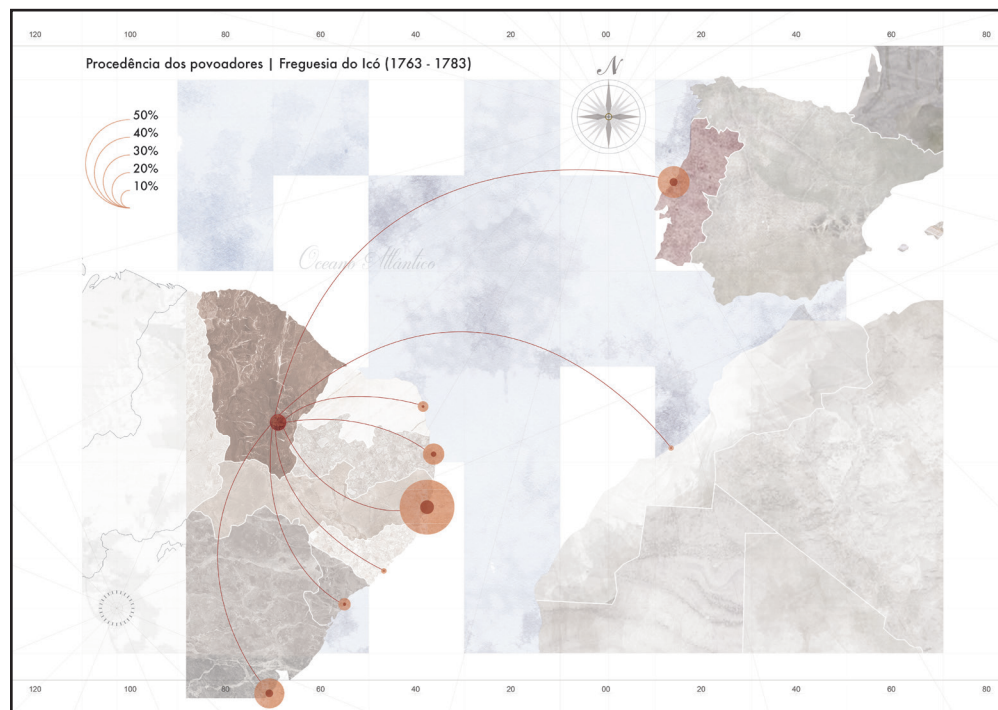 120 100 80 60 40 20 00 20 40 60 80
Procedência dos povoadores | Freguesia do Icó (1763 - 1783)
N
50%
40%
30%
20%
10%
Oceano Atlântico
120 100 80 60 40 20 00 20 40 60 80